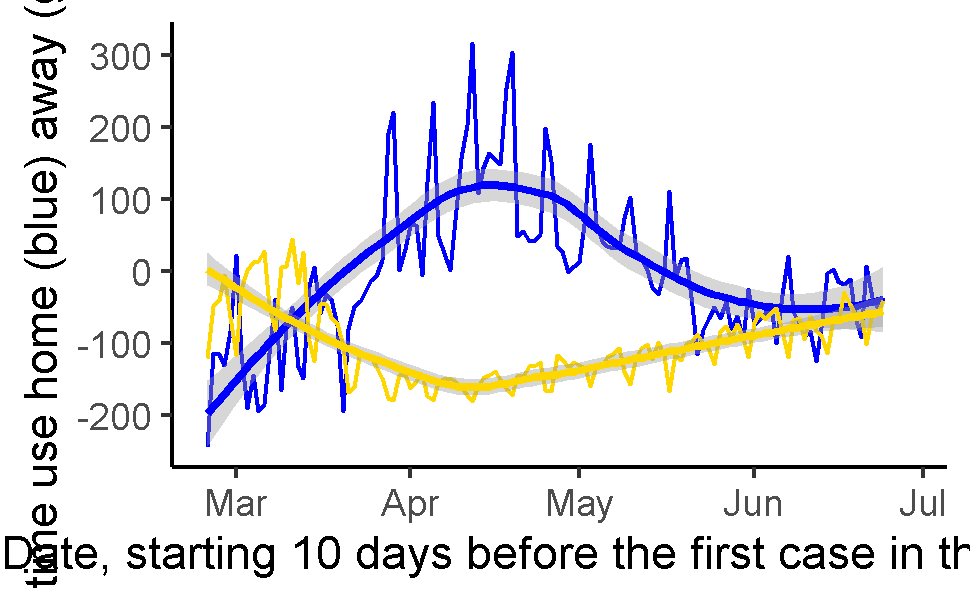 time use home (blue) away (
300
200
100
0
-100
-200
Mar Apr May Jun Jul
Date, starting 10 days before the first case in th